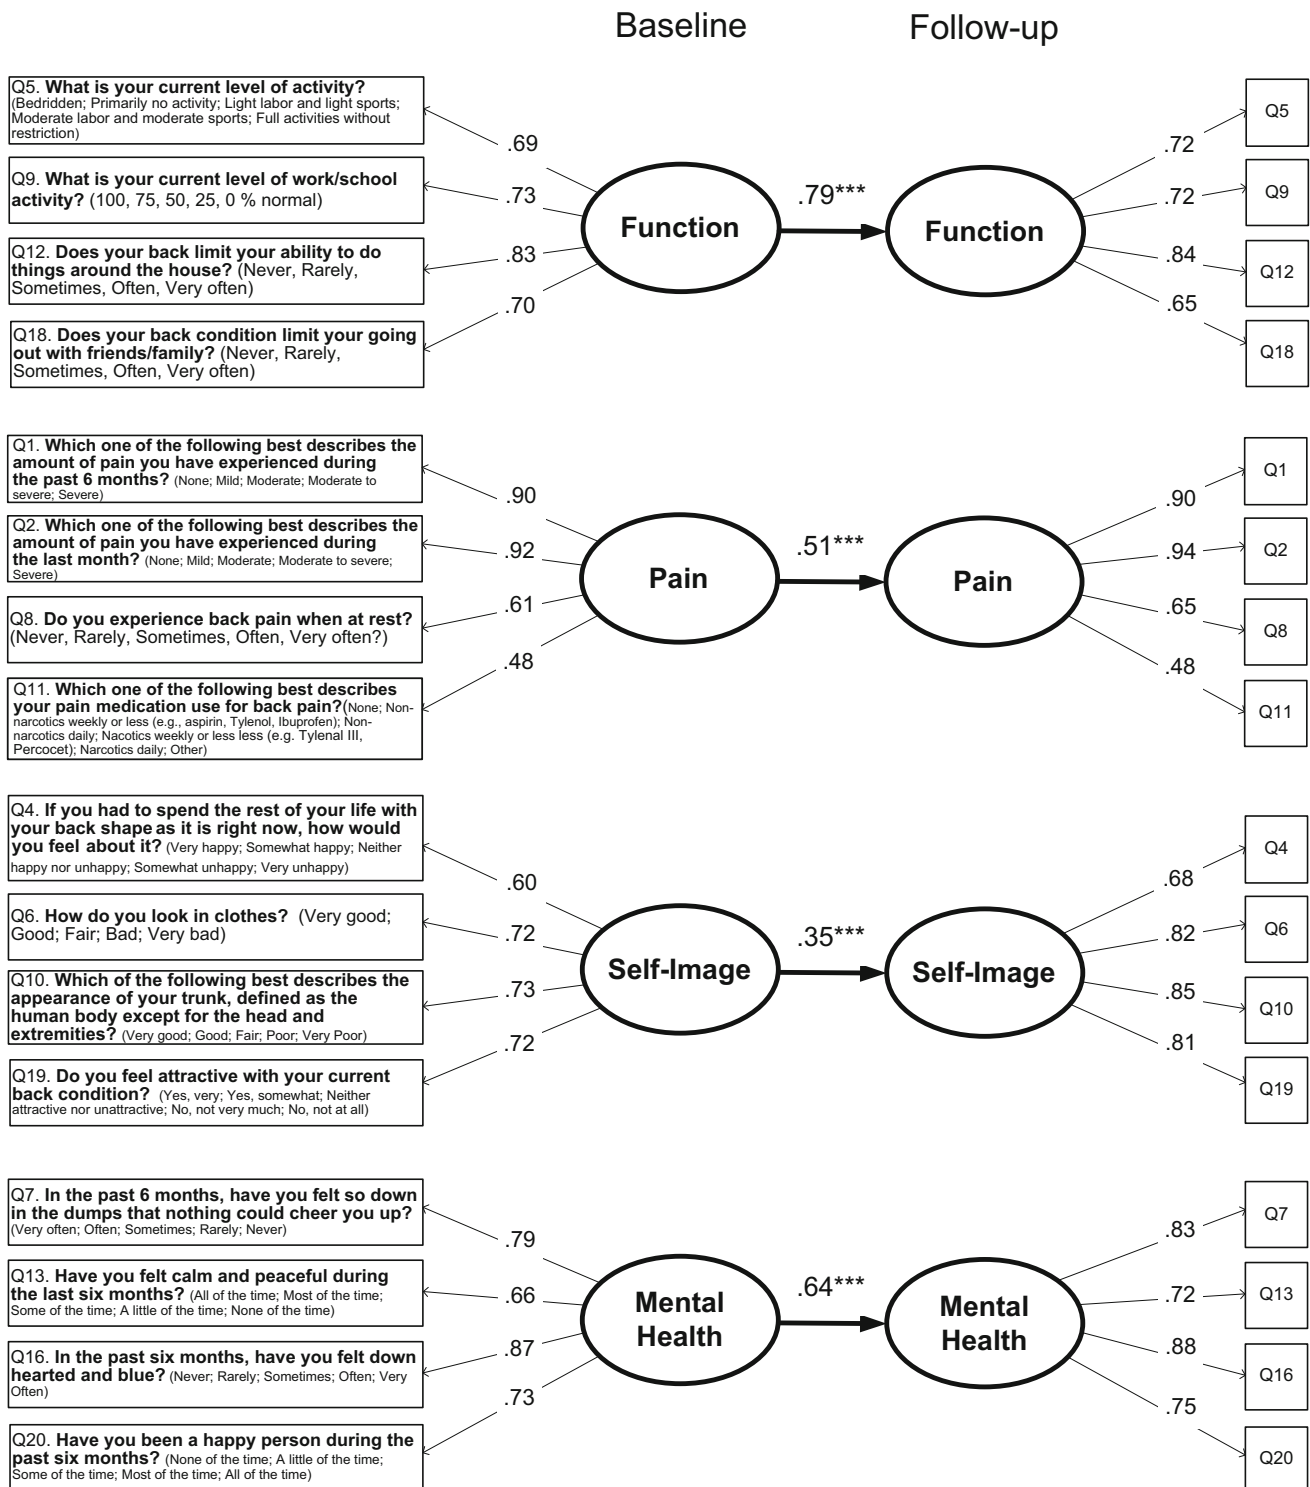 Baseline
Follow-up
Q5. What is your current level of activity?
(Bedridden; Primarily no activity; Light labor and light sports;
Moderate labor and moderate sports; Full activities without
restriction)
Q9. What is your current level of work/school
activity? (100, 75, 50, 25, 0 % normal)
Q12. Does your back limit your ability to do
things around the house? (Never, Rarely,
Sometimes, Often, Very often)
Q18. Does your back condition limit your going
out with friends/family? (Never, Rarely,
Sometimes, Often, Very often)
.69
.73
.83
.70
Function
.79***
Function
.72
.72
.84
.65
Q5
Q9
Q12
Q18
Q1. Which one of the following best describes the
amount of pain you have experienced during
the past 6 months? (None; Mild; Moderate; Moderate to
severe; Severe)
Q2. Which one of the following best describes the
amount of pain you have experienced during
the last month? (None; Mild; Moderate; Moderate to severe;
Severe)
Q8. Do you experience back pain when at rest?
(Never, Rarely, Sometimes, Often, Very often?)
Q11. Which one of the following best describes
your pain medication use for back pain?(None; Non-
narcotics weekly or less (e.g., aspirin, Tylenol, Ibuprofen); Non-
narcotics daily; Nacotics weekly or less less (e.g. Tylenal III,
Percocet); Narcotics daily; Other)
.90
.92
.61
.48
Pain
.51***
Pain
.90
.94
.65
.48
Q1
Q2
Q8
Q11
Q4. If you had to spend the rest of your life with
your back shape as it is right now, how would
you feel about it? (Very happy; Somewhat happy; Neither
happy nor unhappy; Somewhat unhappy; Very unhappy)
Q6. How do you look in clothes? (Very good;
Good; Fair; Bad; Very bad)
Q10. Which of the following best describes the
appearance of your trunk, defined as the
human body except for the head and
extremities? (Very good; Good; Fair; Poor; Very Poor)
Q19. Do you feel attractive with your current
back condition? (Yes, very; Yes, somewhat; Neither
attractive nor unattractive; No, not very much; No, not at all)
.60
.72
.73
.72
Self-Image
.35***
Self-Image
.68
.82
.85
.81
Q4
Q6
Q10
Q19
Q7. In the past 6 months, have you felt so down
in the dumps that nothing could cheer you up?
(Very often; Often; Sometimes; Rarely; Never)
Q13. Have you felt calm and peaceful during
the last six months? (All of the time; Most of the time;
Some of the time; A little of the time; None of the time)
Q16. In the past six months, have you felt down
hearted and blue? (Never; Rarely; Sometimes; Often; Very
Often)
Q20. Have you been a happy person during the
past six months? (None of the time; A little of the time;
Some of the time; Most of the time; All of the time)
.79
.66
.87
.73
Mental
Health
.64***
Mental
Health
.83
.72
.88
.75
Q7
Q13
Q16
Q20